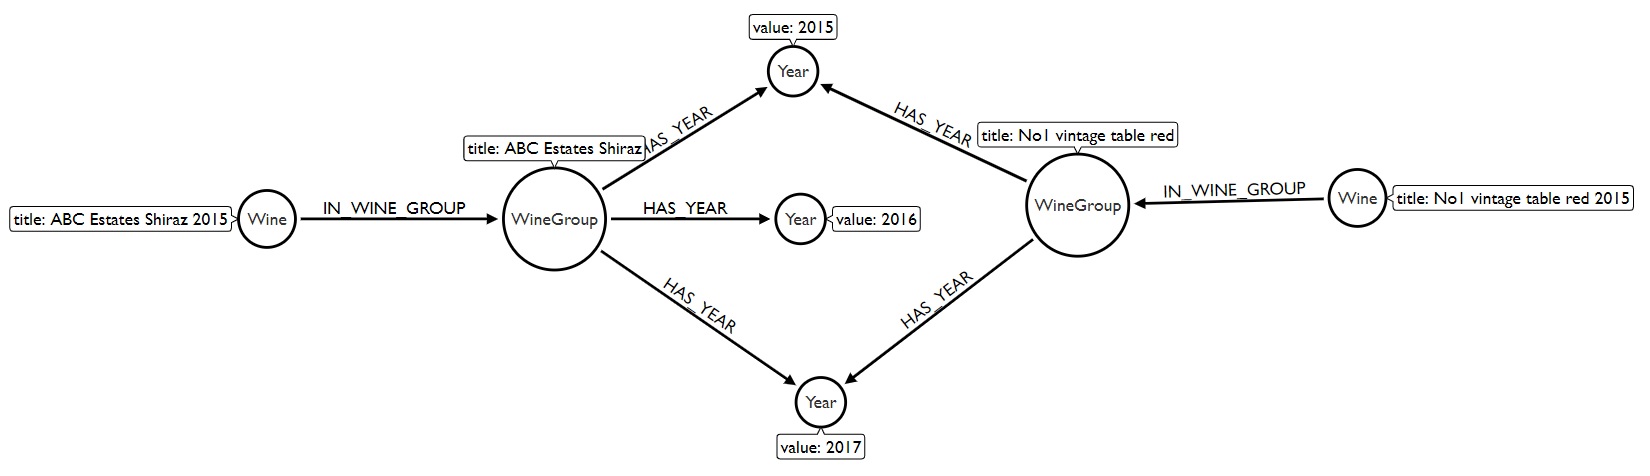 value: 2015
Year
HAS_YEAR
HAS_YEAR
title: ABC Estates Shiraz
title: No1 vintage table red
title: ABC Estates Shiraz 2015
Wine
IN_WINE_GROUP
WineGroup
HAS_YEAR
Year
value: 2016
WineGroup
IN_WINE_GROUP
Wine
title: No1 vintage table red 2015
HAS_YEAR
HAS_YEAR
Year
value: 2017